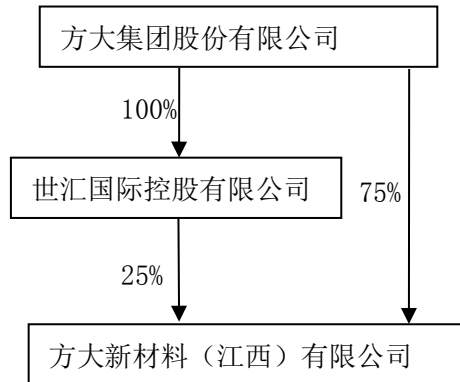 方大集团股份有限公司
100%
世汇国际控股有限公司
75%
25%
方大新材料（江西）有限公司